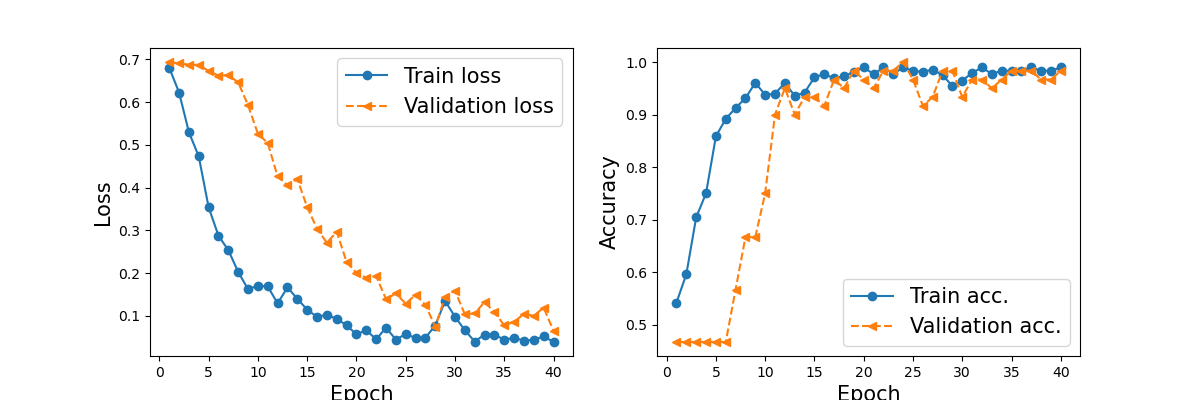 0.7
0.6
0.5
0.4
0.3
0.2
0.1
Loss
0 5 10 15 20 25 30 35 40
Epoch
Train loss
Validation loss
1.0
0.9
0.8
0.7
0.6
0.5
Accuracy
0 5 10 15 20 25 30 35 40
Epoch
Train acc.
Validation acc.